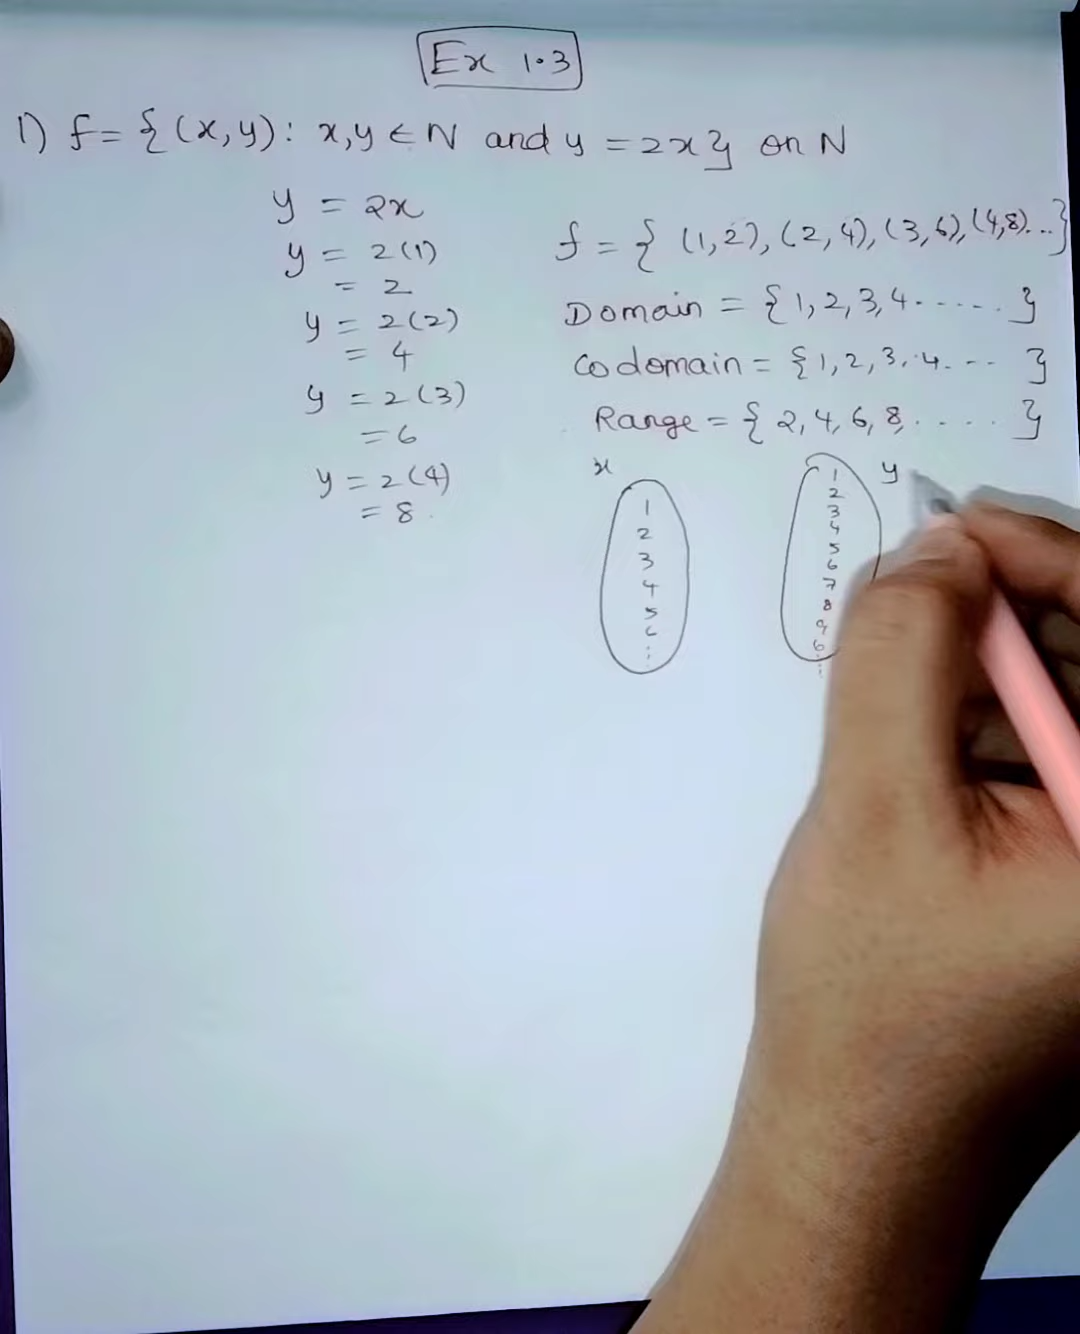 Ex 1.3
1) f = {(x, y) : x, y ∈ N and y = 2x} on N
y = 2x
y = 2(1)
= 2
y = 2(2)
= 4
y = 2(3)
= 6
y = 2(4)
= 8
f = { (1,2), (2,4), (3,6), (4,8)...}
Domain = {1, 2, 3, 4 ...... }
Codomain = {1, 2, 3, 4. -- }
Range = { 2, 4, 6, 8, ..... }
x
1
2
3
4
5
6
⋮
y
1
2
3
4
5
6
7
8
9
6
⋮